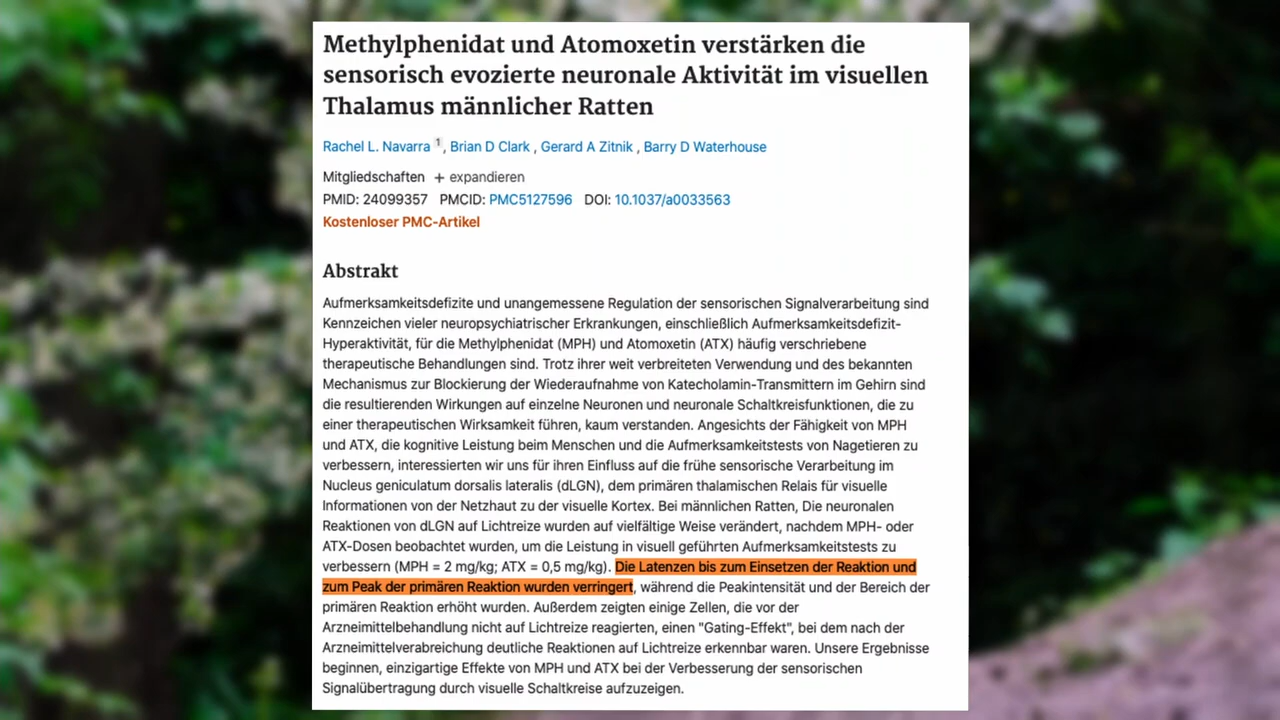 Methylphenidat und Atomoxetin verstärken die
sensorisch evozierte neuronale Aktivität im visuellen
Thalamus männlicher Ratten
Rachel L. Navarra 1, Brian D Clark , Gerard A Zitnik , Barry D Waterhouse
Mitgliedschaften + expandieren
PMID: 24099357 PMCID: PMC5127596 DOI: 10.1037/a0033563
Kostenloser PMC-Artikel
Abstrakt
Aufmerksamkeitsdefizite und unangemessene Regulation der sensorischen Signalverarbeitung sind
Kennzeichen vieler neuropsychiatrischer Erkrankungen, einschließlich Aufmerksamkeitsdefizit-
Hyperaktivität, für die Methylphenidat (MPH) und Atomoxetin (ATX) häufig verschriebene
therapeutische Behandlungen sind. Trotz ihrer weit verbreiteten Verwendung und des bekannten
Mechanismus zur Blockierung der Wiederaufnahme von Katecholamin-Transmittern im Gehirn sind
die resultierenden Wirkungen auf einzelne Neuronen und neuronale Schaltkreisfunktionen, die zu
einer therapeutischen Wirksamkeit führen, kaum verstanden. Angesichts der Fähigkeit von MPH
und ATX, die kognitive Leistung beim Menschen und die Aufmerksamkeitstests von Nagetieren zu
verbessern, interessierten wir uns für ihren Einfluss auf die frühe sensorische Verarbeitung im
Nucleus geniculatum dorsalis lateralis (dLGN), dem primären thalamischen Relais für visuelle
Informationen von der Netzhaut zu der visuelle Kortex. Bei männlichen Ratten, Die neuronalen
Reaktionen von dLGN auf Lichtreize wurden auf vielfältige Weise verändert, nachdem MPH- oder
ATX-Dosen beobachtet wurden, um die Leistung in visuell geführten Aufmerksamkeitstests zu
verbessern (MPH = 2 mg/kg; ATX = 0,5 mg/kg). Die Latenzen bis zum Einsetzen der Reaktion und
zum Peak der primären Reaktion wurden verringert, während die Peakintensität und der Bereich der
primären Reaktion erhöht wurden. Außerdem zeigten einige Zellen, die vor der
Arzneimittelbehandlung nicht auf Lichtreize reagierten, einen "Gating-Effekt", bei dem nach der
Arzneimittelverabreichung deutliche Reaktionen auf Lichtreize erkennbar waren. Unsere Ergebnisse
beginnen, einzigartige Effekte von MPH und ATX bei der Verbesserung der sensorischen
Signalübertragung durch visuelle Schaltkreise aufzuzeigen.